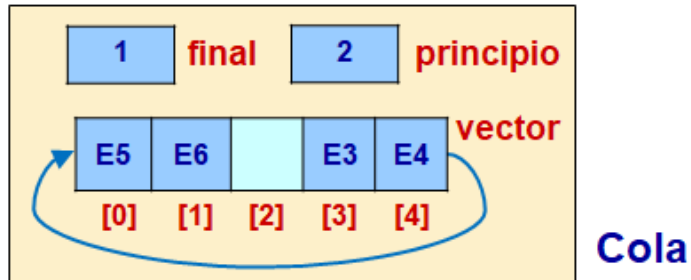 1 final 2 principio
vector
E5 E6 E3 E4
[0] [1] [2] [3] [4]
Cola